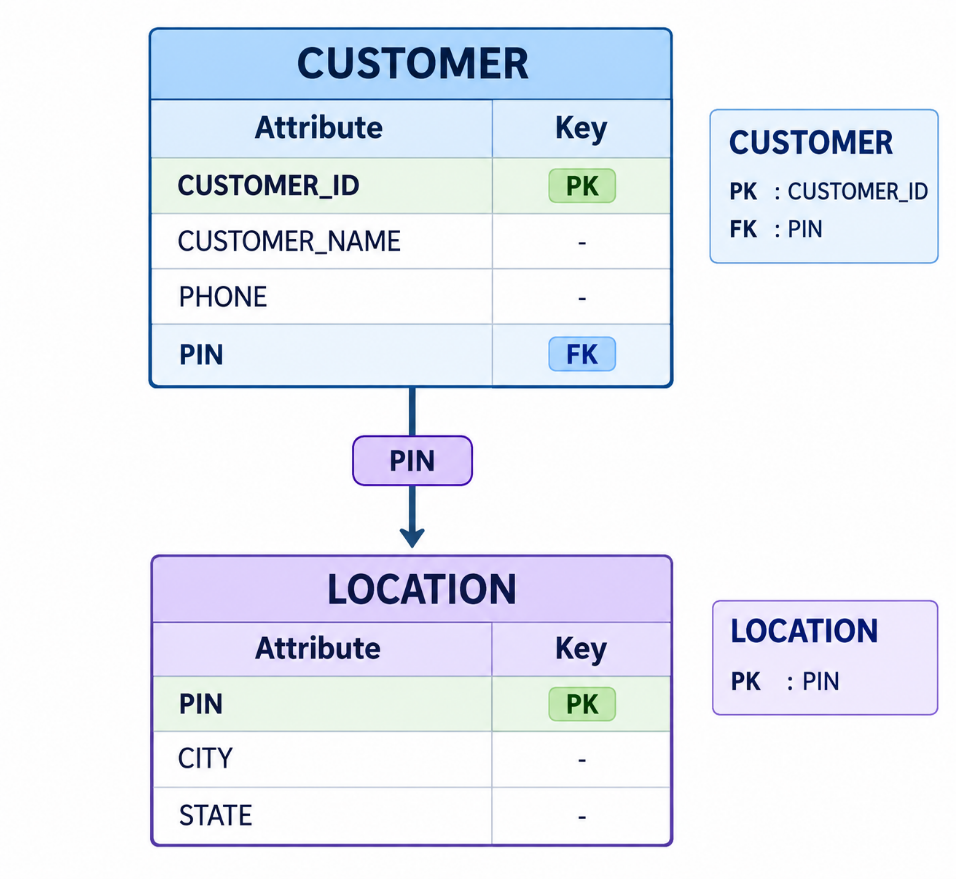 CUSTOMER
Attribute Key
CUSTOMER_ID PK
CUSTOMER_NAME -
PHONE -
PIN FK
CUSTOMER
PK : CUSTOMER_ID
FK : PIN
PIN
LOCATION
Attribute Key
PIN PK
CITY -
STATE -
LOCATION
PK : PIN